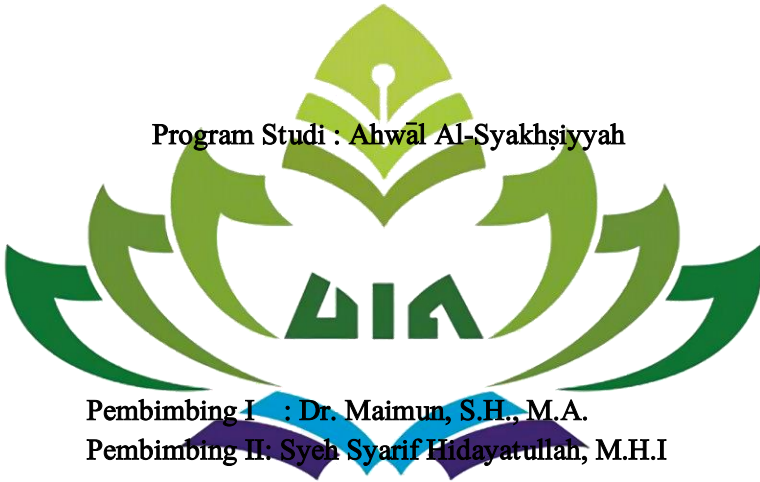 Program Studi : Ahwāl Al-Syakhṣiyyah
UIN
Pembimbing I : Dr. Maimun, S.H., M.A.
Pembimbing II: Syeh Syarif Hidayatullah, M.H.I